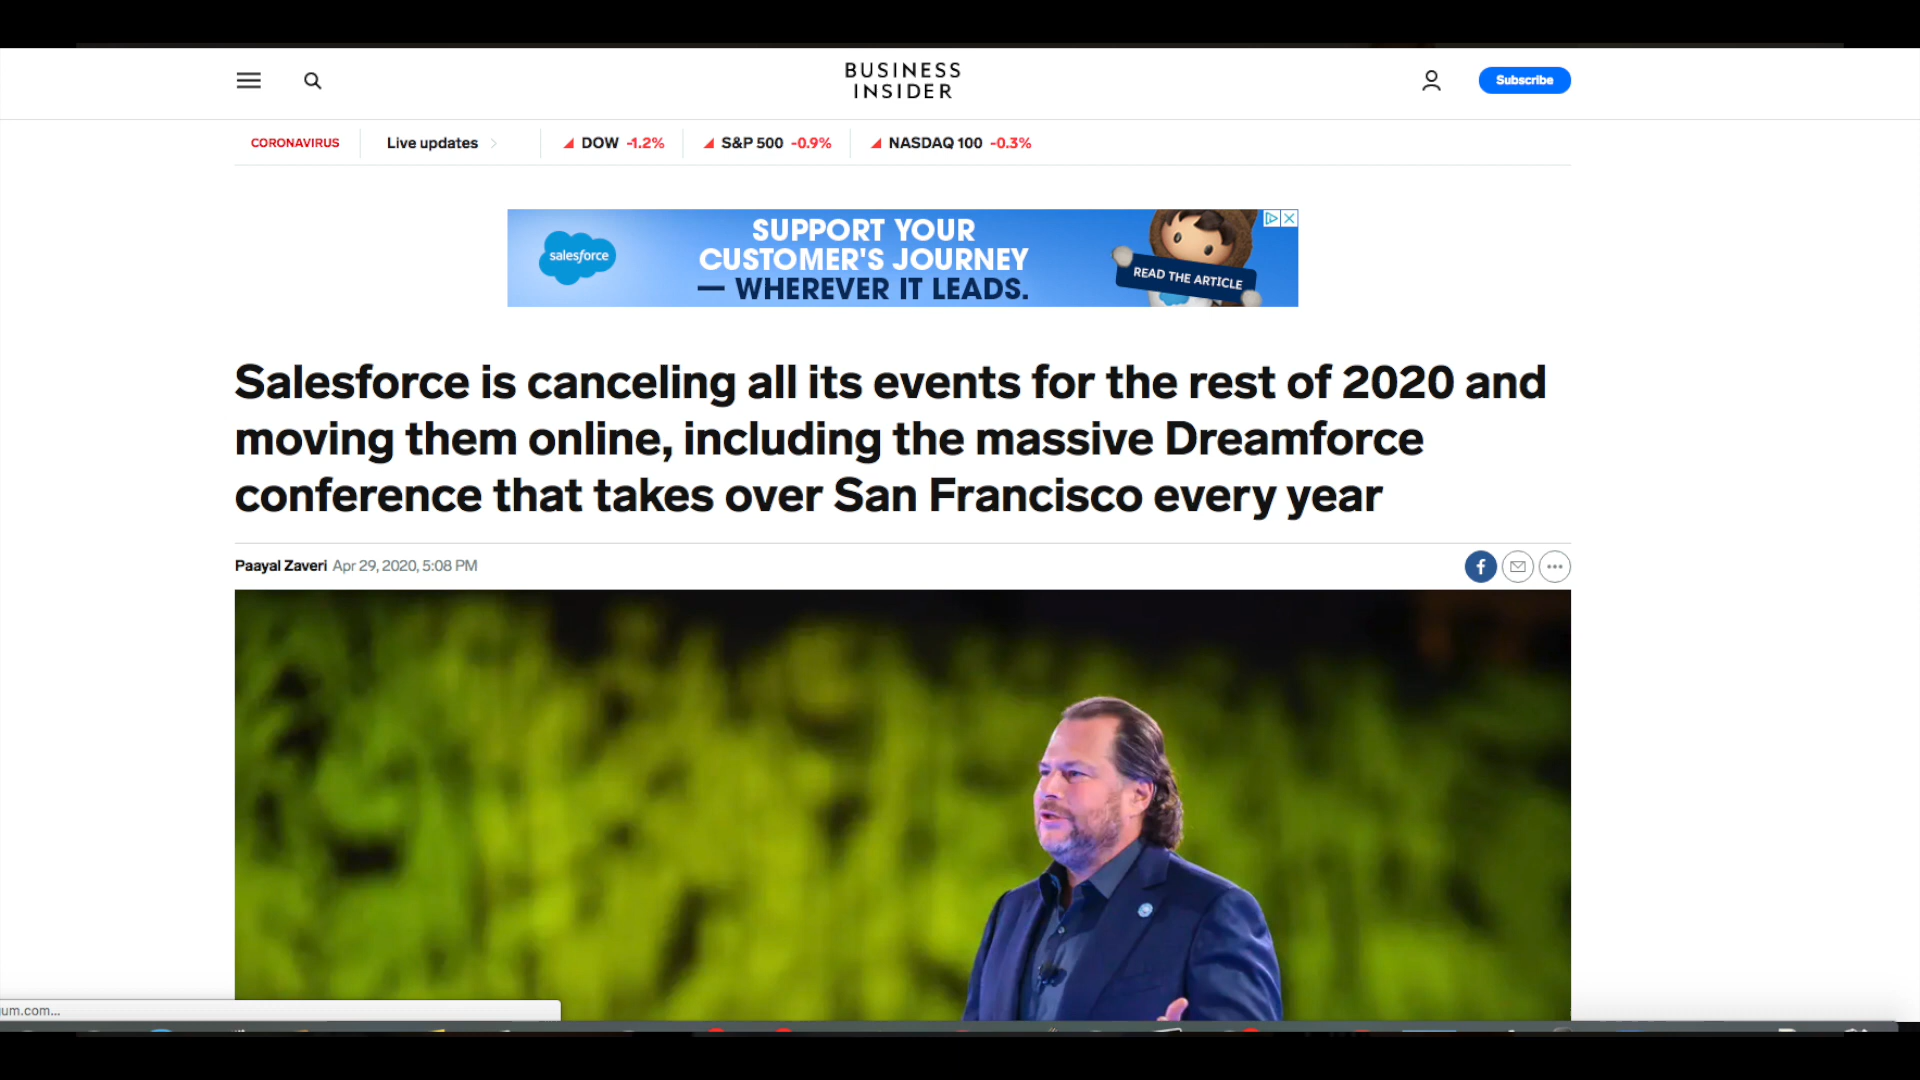 BUSINESS
INSIDER
Subscribe
CORONAVIRUS
Live updates
DOW -1.2%
S&P 500 -0.9%
NASDAQ 100 -0.3%
salesforce
SUPPORT YOUR
CUSTOMER'S JOURNEY
— WHEREVER IT LEADS.
READ THE ARTICLE
Salesforce is canceling all its events for the rest of 2020 and
moving them online, including the massive Dreamforce
conference that takes over San Francisco every year
Paayal Zaveri Apr 29, 2020, 5:08 PM
um.com...